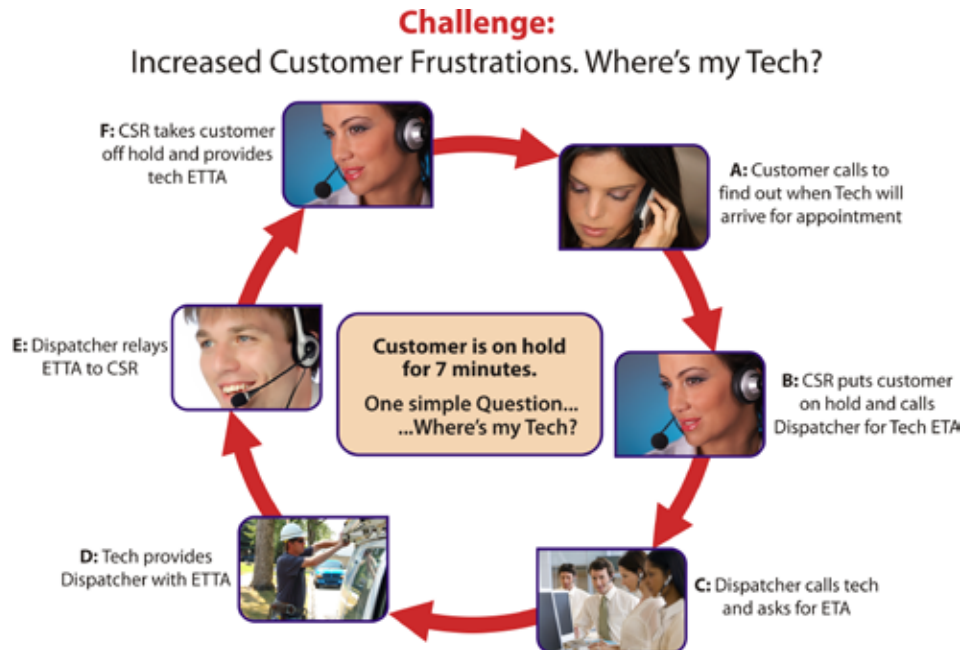 Challenge:
Increased Customer Frustrations. Where's my Tech?
F: CSR takes customer
off hold and provides
tech ETTA
A: Customer calls to
find out when Tech will
arrive for appointment
E: Dispatcher relays
ETTA to CSR
Customer is on hold
for 7 minutes.
One simple Question...
...Where's my Tech?
B: CSR puts customer
on hold and calls
Dispatcher for Tech ETA
D: Tech provides
Dispatcher with ETTA
C: Dispatcher calls tech
and asks for ETA